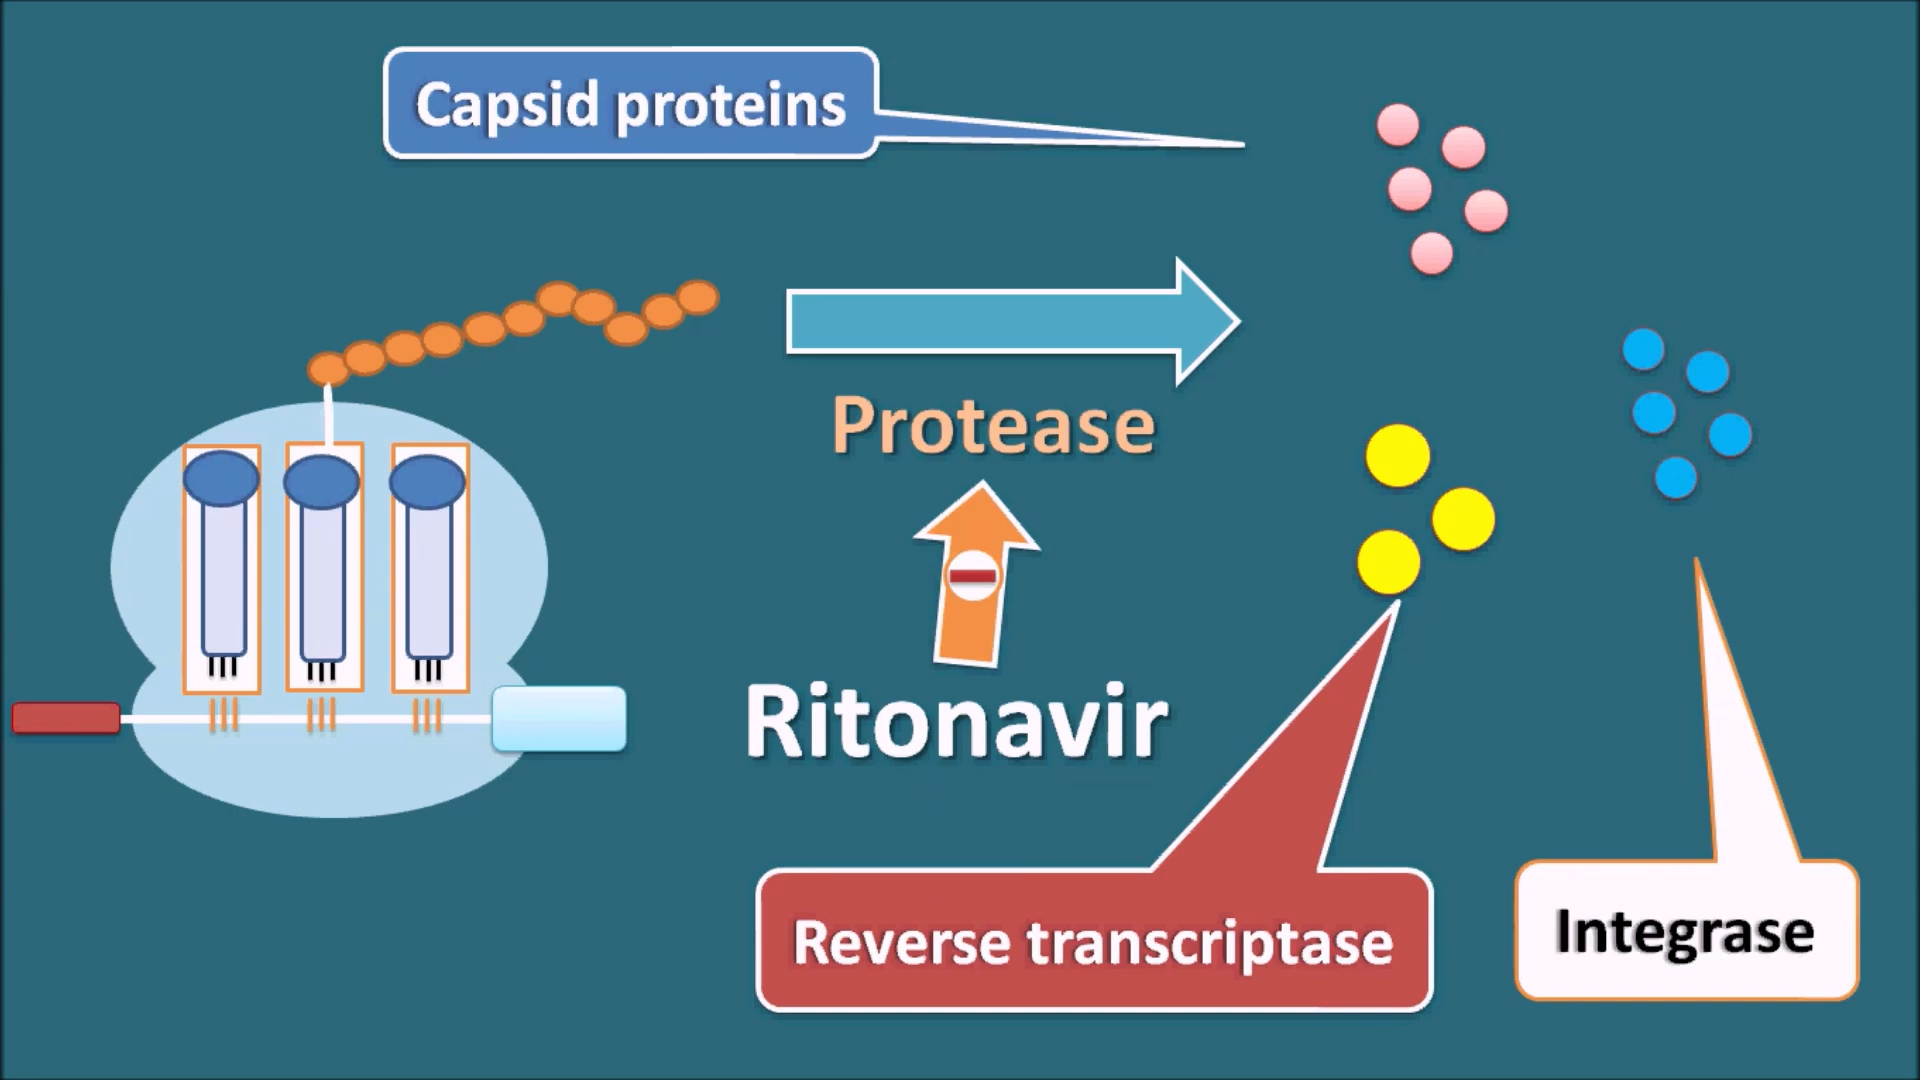 Capsid proteins
Protease
Ritonavir
Reverse transcriptase
Integrase